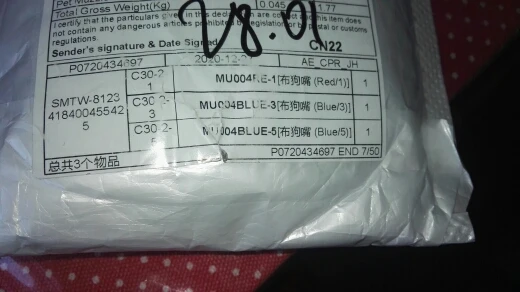 Total Gross Weight(Kg) 0.045 1.77
I certify that the particulars given in this declaration are correct and this item does
not contain any dangerous articles prohibited by legislation or by postal or customs
regulations.
Sender's signature & Date Signed CN22
28.01
P0720434697 2020-12- AE_CPR_JH
SMTW-8123
41840045542
5
C30-2-
1
MU004RE-1[布狗嘴 (Red/1)] 1
C30-2-
3
MU004BLUE-3[布狗嘴 (Blue/3)] 1
C30-2-
MU004BLUE-5[布狗嘴 (Blue/5)] 1
P0720434697 END 7/50
总共3个物品